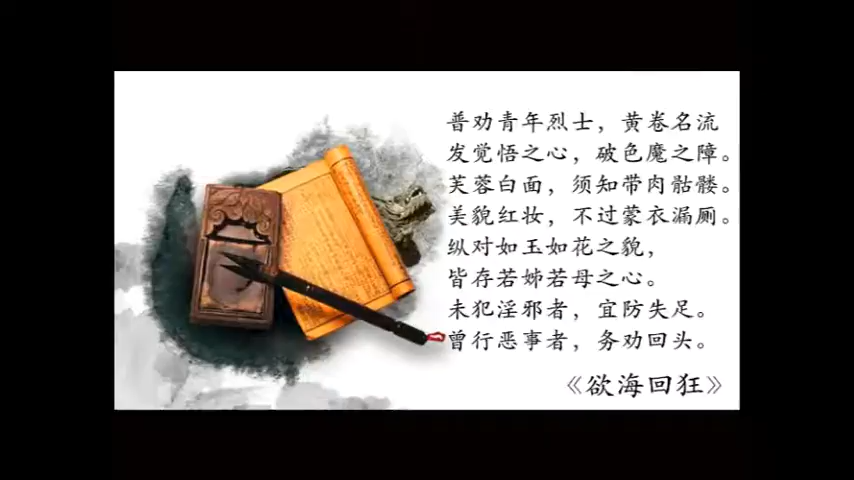 普劝青年烈士，黄卷名流
发觉悟之心，破色魔之障。
芙蓉白面，须知带肉骷髅。
美貌红妆，不过蒙衣漏厕。
纵对如玉如花之貌，
皆存若姊若母之心。
未犯淫邪者，宜防失足。
曾行恶事者，务劝回头。
《欲海回狂》